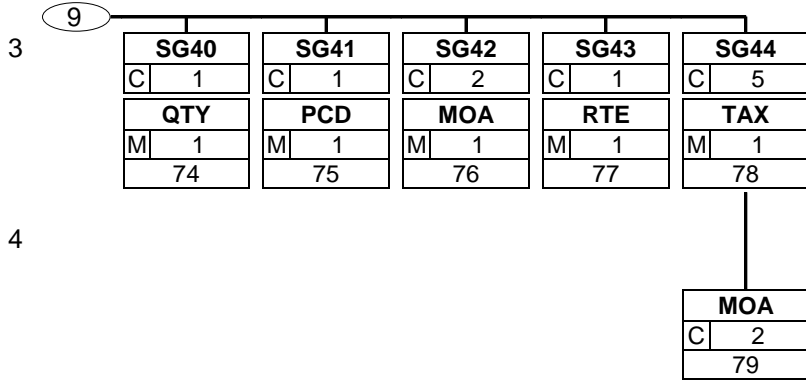 9
3 SG40 SG41 SG42 SG43 SG44
C 1 C 1 C 2 C 1 C 5
QTY PCD MOA RTE TAX
M 1 M 1 M 1 M 1 M 1
74 75 76 77 78
4
MOA
C 2
79